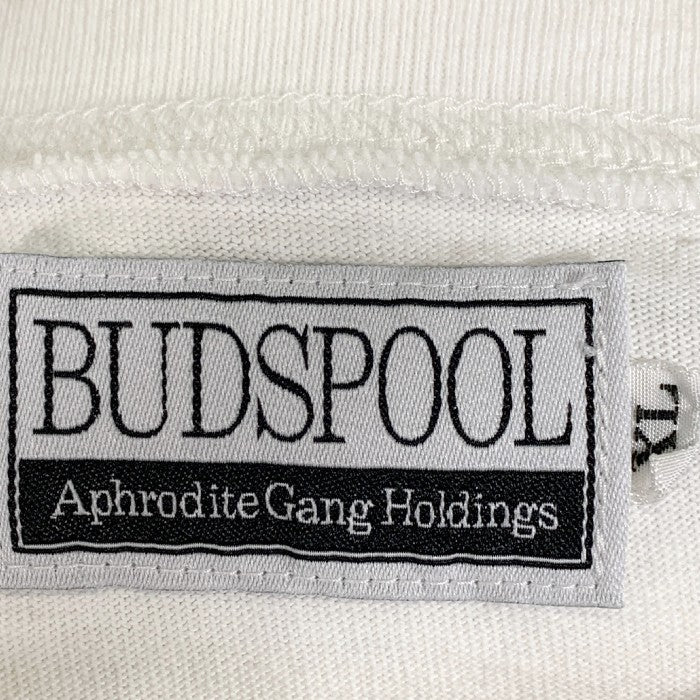 BUDSPOOL
Aphrodite Gang Holdings
XL